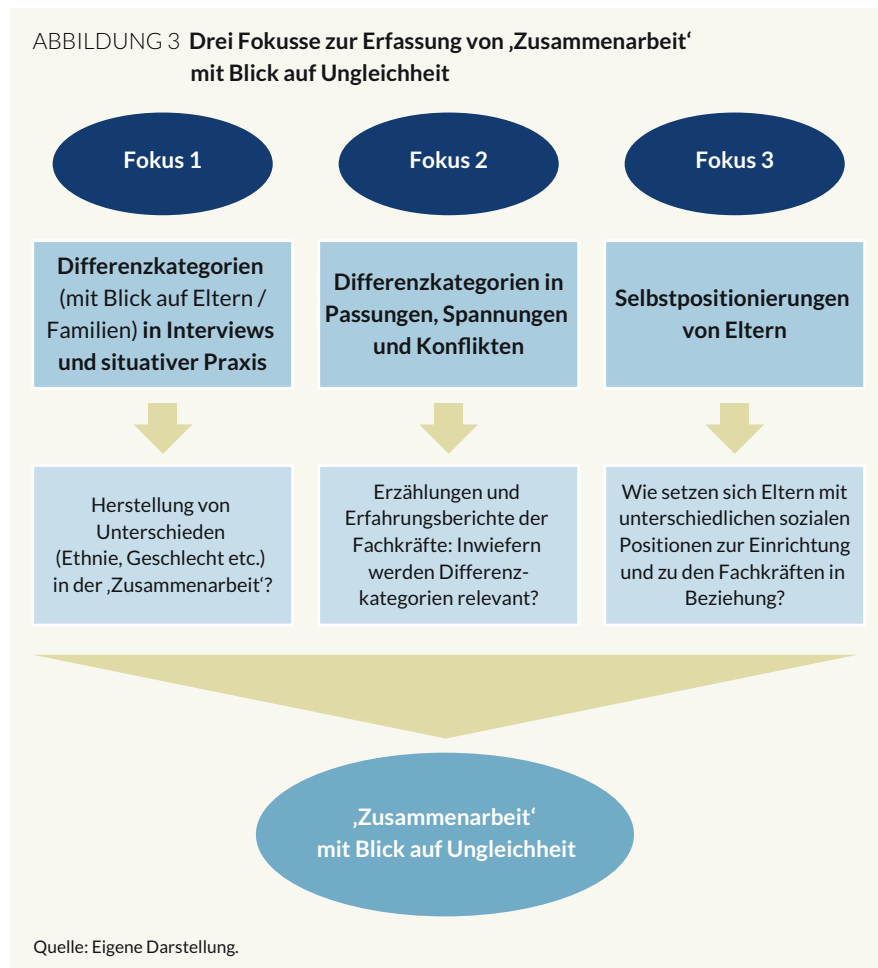 ABBILDUNG 3 Drei Fokusse zur Erfassung von ‚Zusammenarbeit‘
mit Blick auf Ungleichheit
Fokus 1
Fokus 2
Fokus 3
Differenzkategorien
(mit Blick auf Eltern /
Familien) in Interviews
und situativer Praxis
Differenzkategorien in
Passungen, Spannungen
und Konflikten
Selbstpositionierungen
von Eltern
Herstellung von
Unterschieden
(Ethnie, Geschlecht etc.)
in der ‚Zusammenarbeit‘?
Erzählungen und
Erfahrungsberichte der
Fachkräfte: Inwiefern
werden Differenz-
kategorien relevant?
Wie setzen sich Eltern mit
unterschiedlichen sozialen
Positionen zur Einrichtung
und zu den Fachkräften in
Beziehung?
‚Zusammenarbeit‘
mit Blick auf Ungleichheit
Quelle: Eigene Darstellung.